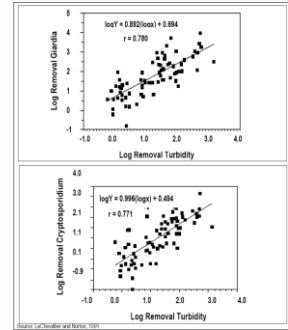 Log Removal Giardia
5
4
3
2
1
0
-1
logY = 0.892(logx) + 0.694
r = 0.780
-1.0 0.0 1.0 2.0 3.0 4.0
Log Removal Turbidity
Log Removal Cryptosporidium
4.0
3.0
2.1
1.1
0.1
-0.9
logY = 0.996(logx) + 0.494
r = 0.771
-1.0 0.0 1.0 2.0 3.0 4.0
Log Removal Turbidity
Source: LeChevallier and Norton, 1991